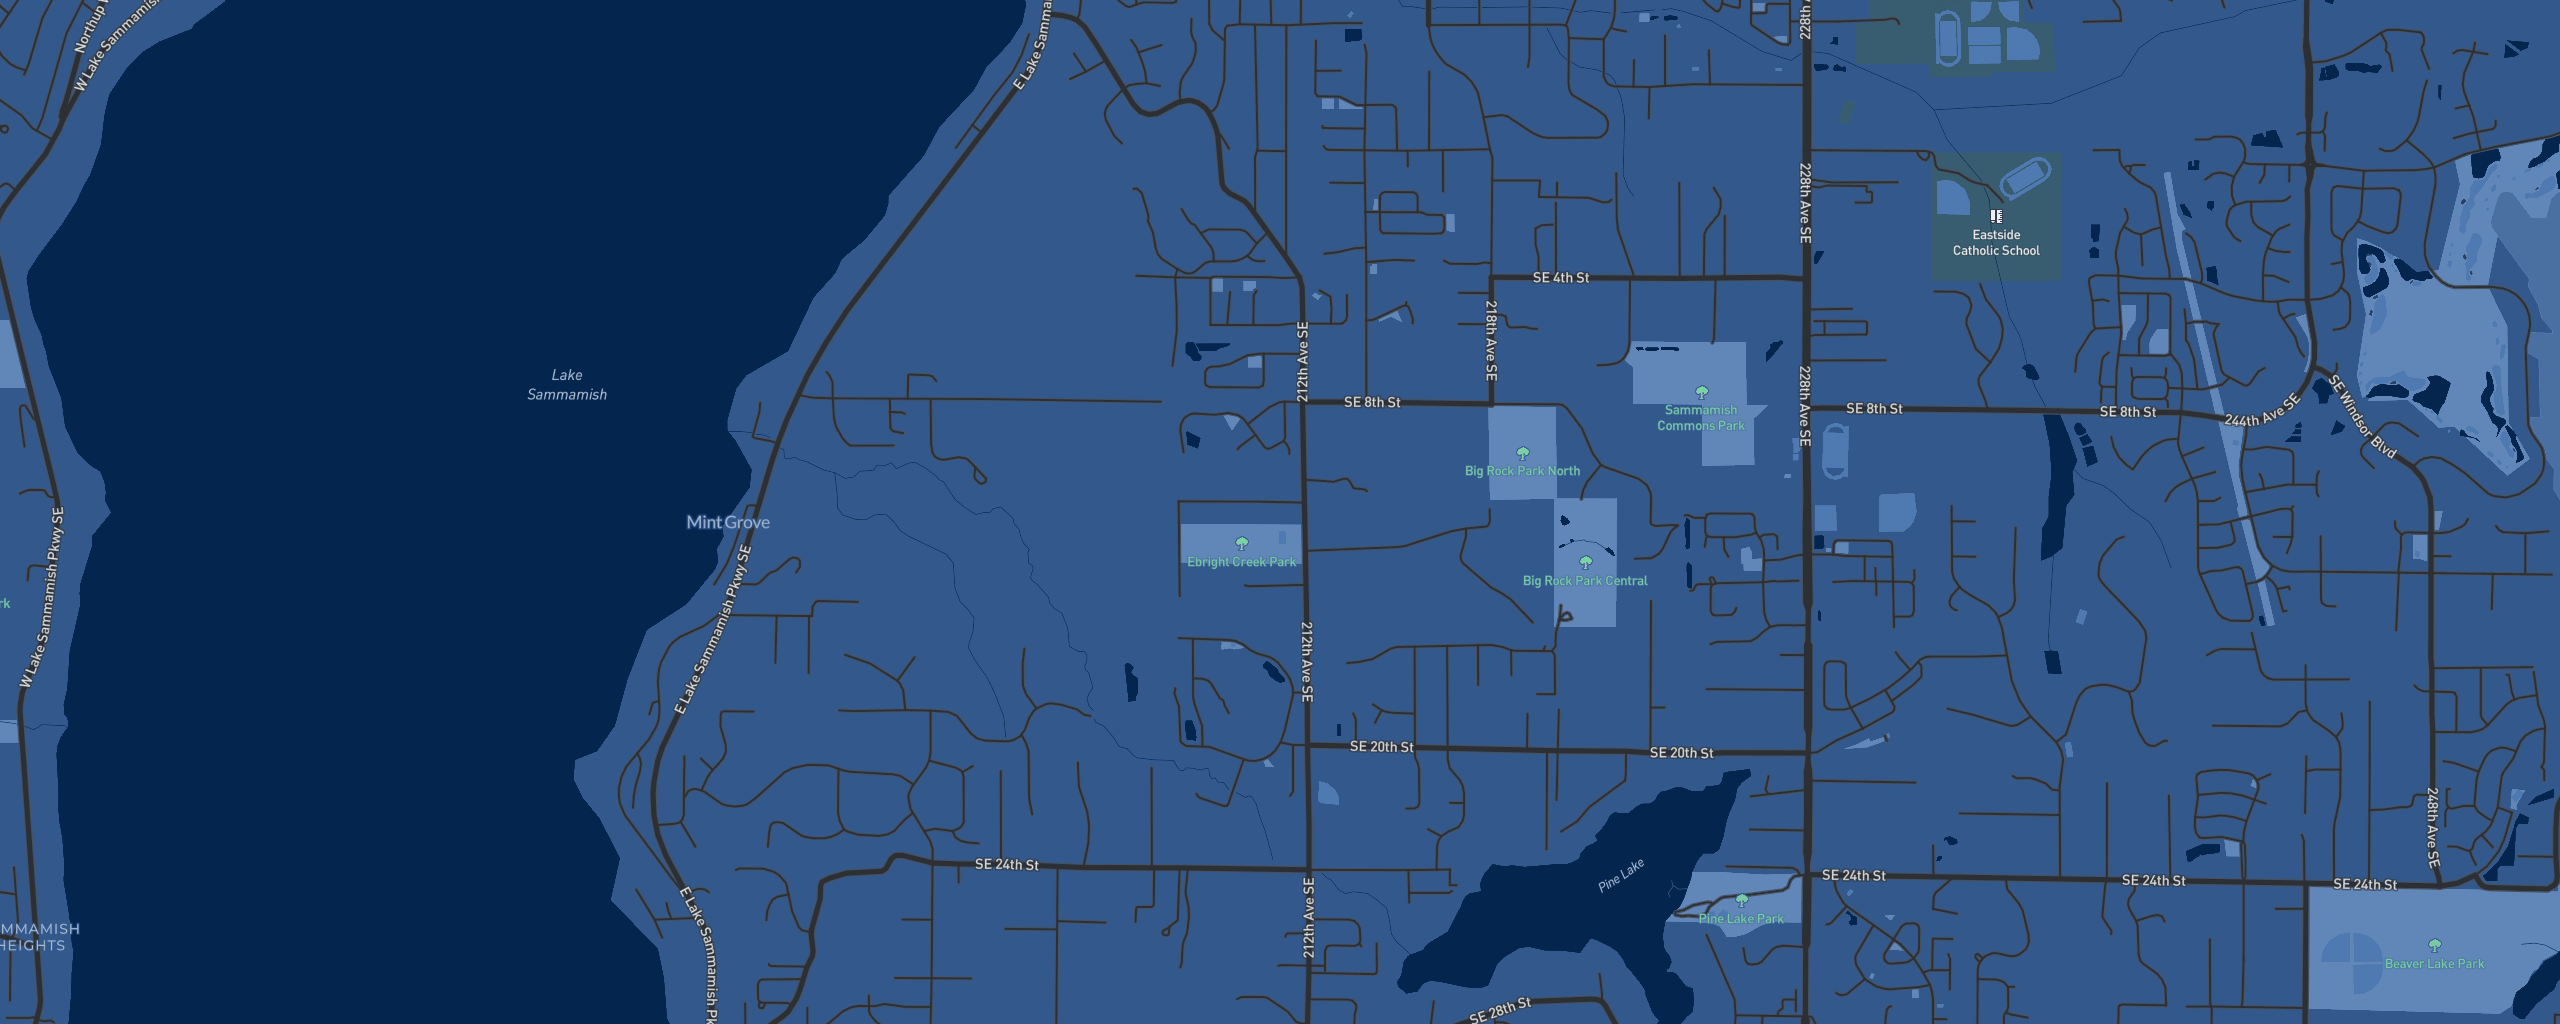 Northup
W Lake Sammamish
E Lake Samma
228th
228th Ave SE
Eastside
Catholic School
SE 4th St
218th Ave SE
212th Ave SE
Lake
Sammamish
SE 8th St
Sammamish
Commons Park
228th Ave SE
SE 8th St
SE 8th St
244th Ave SE
SE Windsor Blvd
Big Rock Park North
Mint Grove
W Lake Sammamish Pkwy SE
E Lake Sammamish Pkwy SE
Ebright Creek Park
Big Rock Park Central
rk
212th Ave SE
SE 20th St
SE 20th St
248th Ave SE
SE 24th St
Pine Lake
SE 24th St
SE 24th St
SE 24th St
Pine Lake Park
212th Ave SE
E Lake Sammamish Pk
MMAMISH
HEIGHTS
Beaver Lake Park
SE 28th St